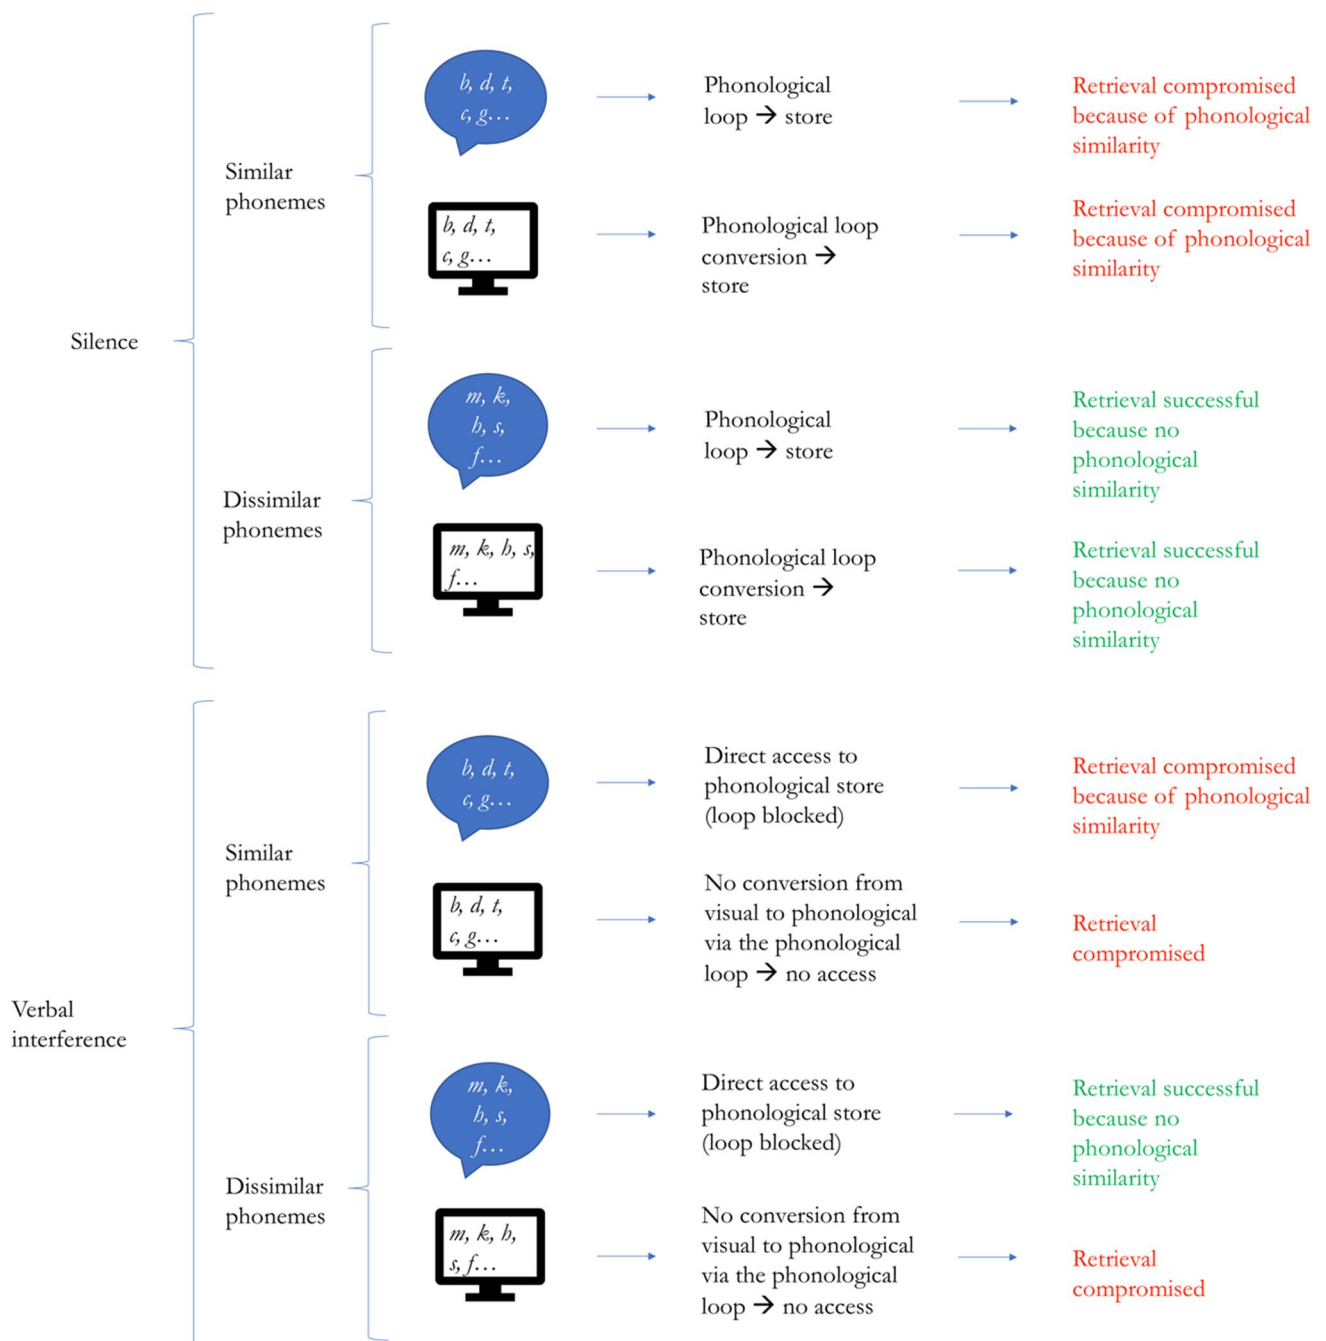 b, d, t,
c, g...
Phonological
loop → store
Retrieval compromised
because of phonological
similarity
Similar
phonemes
b, d, t,
c, g...
Phonological loop
conversion →
store
Retrieval compromised
because of phonological
similarity
Silence
m, k,
h, s,
f...
Phonological
loop → store
Retrieval successful
because no
phonological
similarity
Dissimilar
phonemes
m, k, h, s,
f...
Phonological loop
conversion →
store
Retrieval successful
because no
phonological
similarity
b, d, t,
c, g...
Direct access to
phonological store
(loop blocked)
Retrieval compromised
because of phonological
similarity
Similar
phonemes
b, d, t,
c, g...
No conversion from
visual to phonological
via the phonological
loop → no access
Retrieval
compromised
Verbal
interference
m, k,
h, s,
f...
Direct access to
phonological store
(loop blocked)
Retrieval successful
because no
phonological
similarity
Dissimilar
phonemes
m, k, h,
s, f...
No conversion from
visual to phonological
via the phonological
loop → no access
Retrieval
compromised